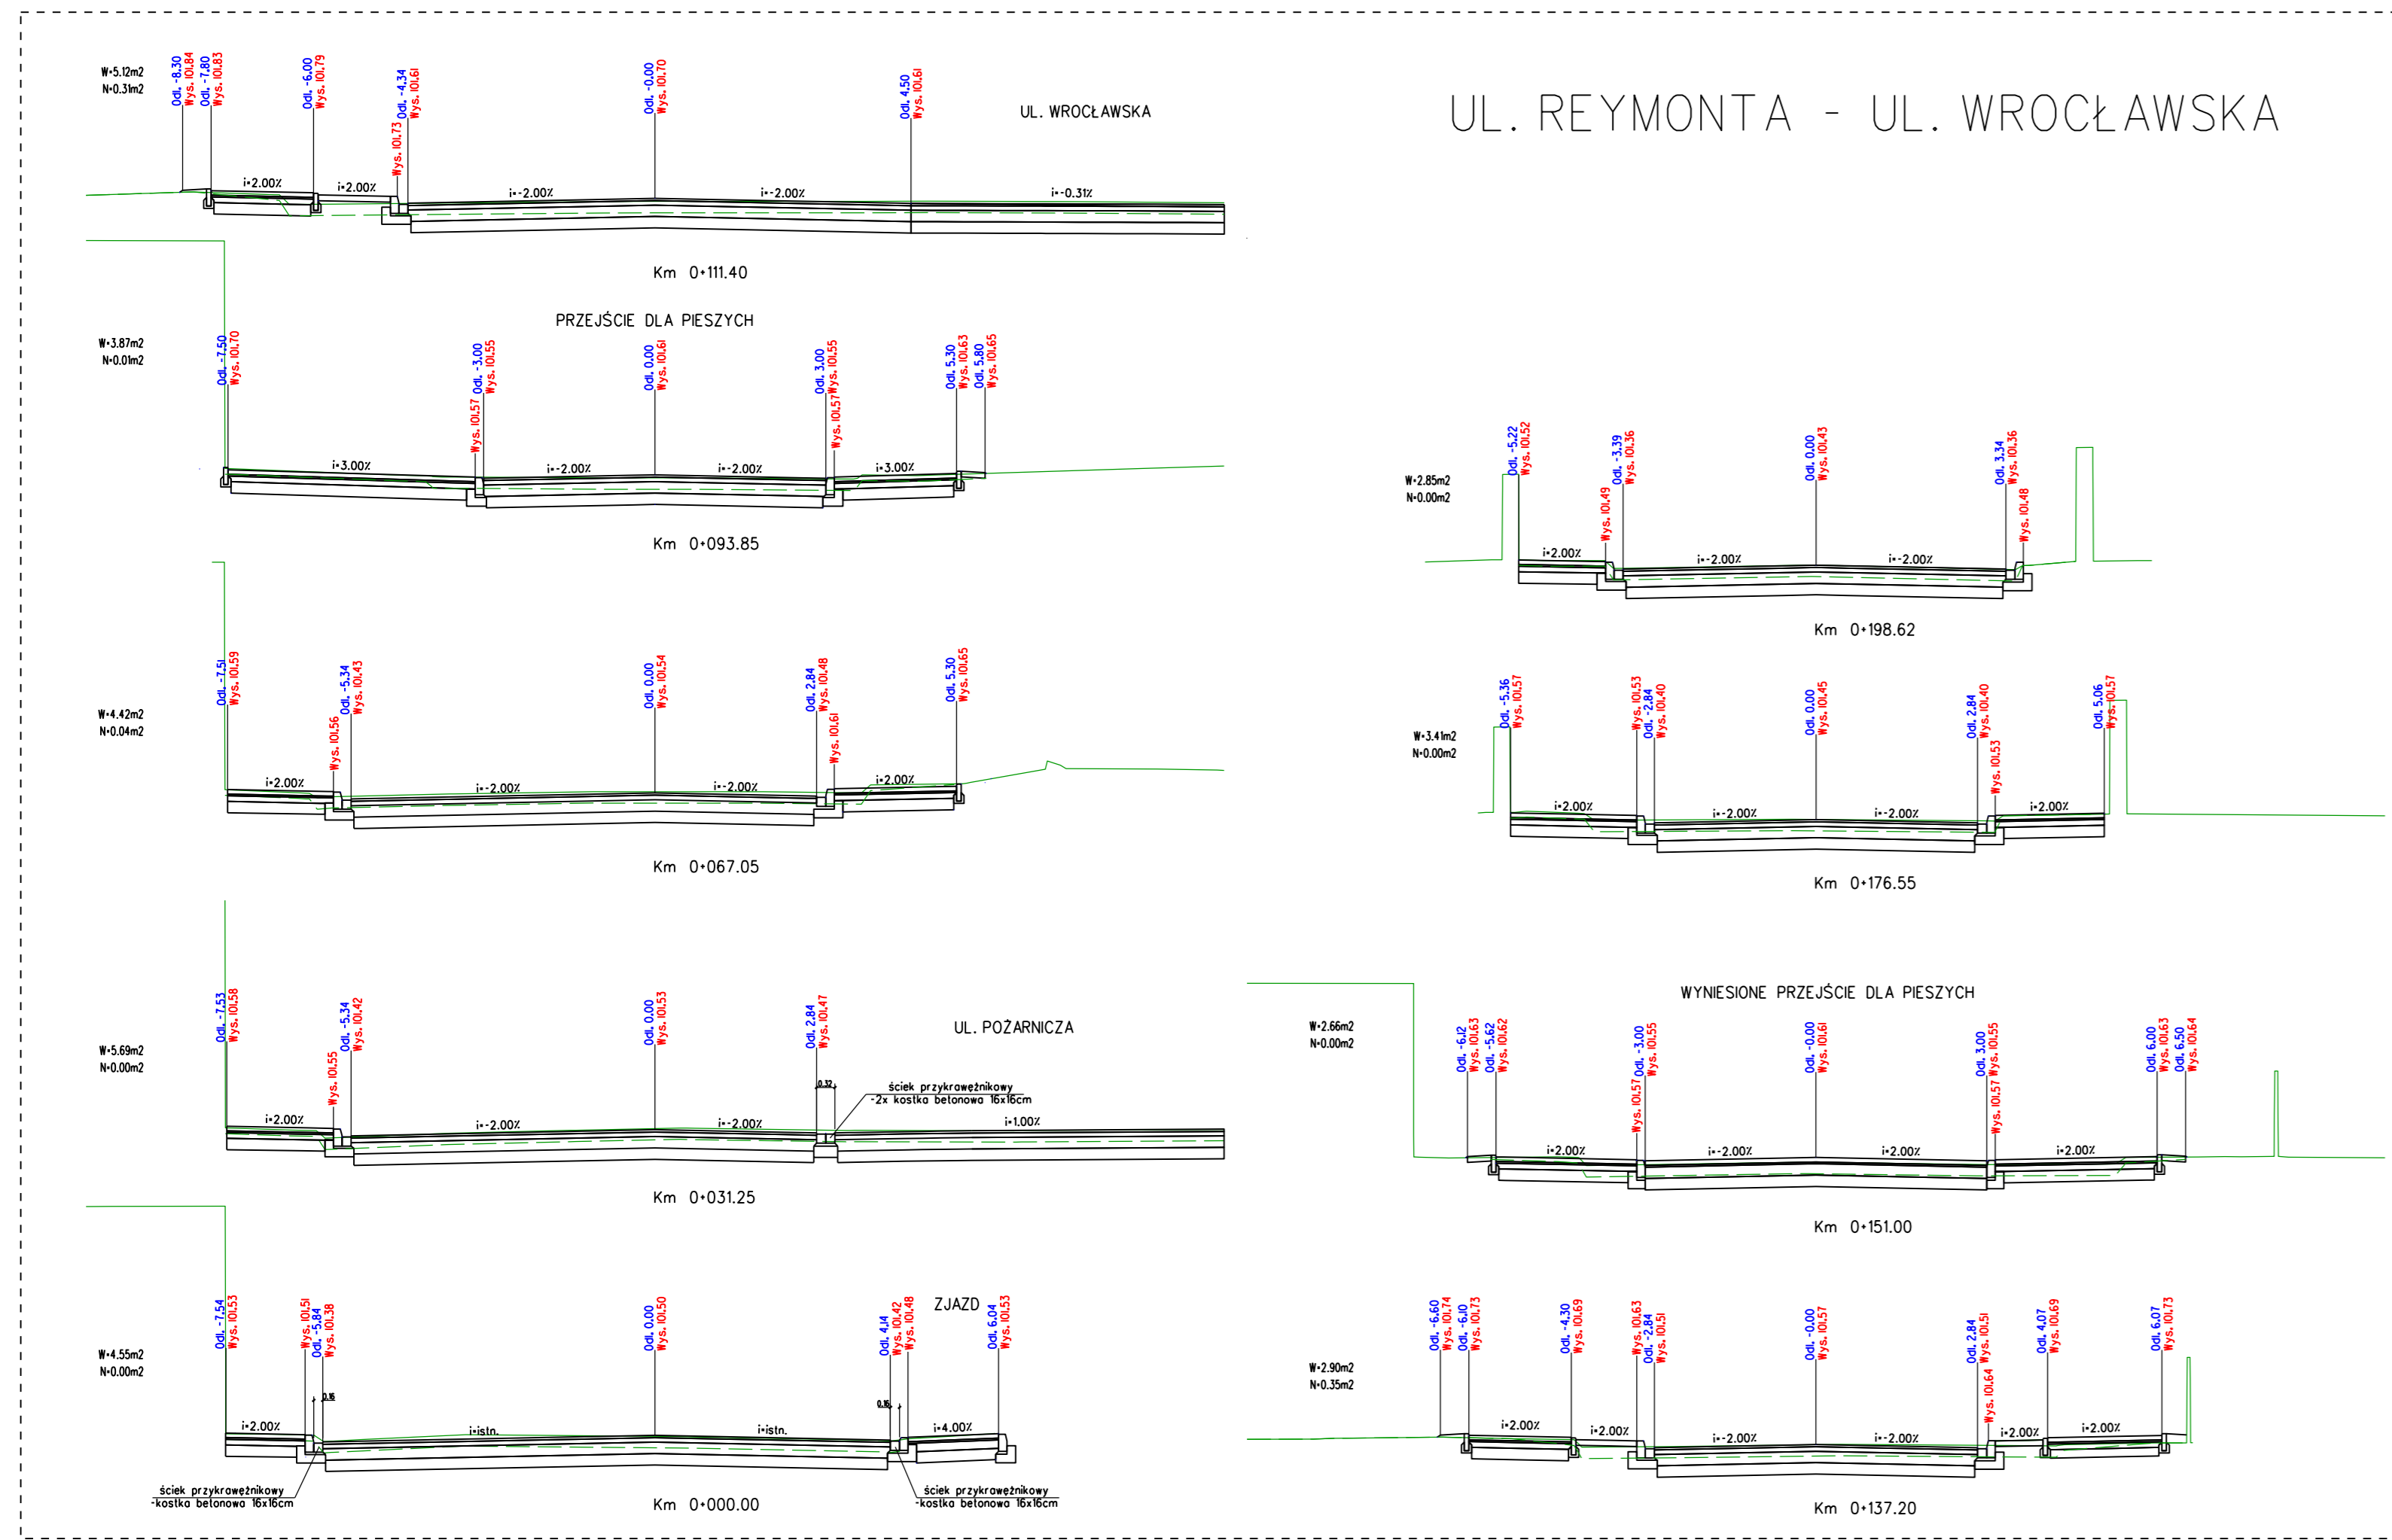 UL. REYMONTA - UL. WROCŁAWSKA
W=5.12m2
N=0.31m2
Odl. -8.30
Wys. 101.84
Odl. -7.80
Wys. 101.83
Odl. -6.00
Wys. 101.79
Wys. 101.73
Odl. -4.34
Wys. 101.61
Odl. -0.00
Wys. 101.70
Odl. 4.50
Wys. 101.61
UL. WROCŁAWSKA
i=2.00%
i=2.00%
i=-2.00%
i=-2.00%
i=-0.31%
Km 0+111.40
PRZEJŚCIE DLA PIESZYCH
W=3.87m2
N=0.01m2
Odl. -7.50
Wys. 101.70
Wys. 101.57
Odl. -3.00
Wys. 101.55
Odl. 0.00
Wys. 101.61
Odl. 3.00
Wys. 101.55
Wys. 101.57
Odl. 5.30
Wys. 101.63
Odl. 5.80
Wys. 101.65
i=3.00%
i=-2.00%
i=-2.00%
i=3.00%
Km 0+093.85
W=4.42m2
N=0.04m2
Odl. -7.51
Wys. 101.59
Wys. 101.56
Odl. -5.34
Wys. 101.43
Odl. 0.00
Wys. 101.54
Odl. 2.84
Wys. 101.48
Wys. 101.61
Odl. 5.30
Wys. 101.65
i=2.00%
i=-2.00%
i=-2.00%
i=2.00%
Km 0+067.05
W=5.69m2
N=0.00m2
Odl. -7.53
Wys. 101.58
Wys. 101.55
Odl. -5.34
Wys. 101.42
Odl. 0.00
Wys. 101.53
Odl. 2.84
Wys. 101.47
UL. POŻARNICZA
0.32
ściek przykrawężnikowy
-2x kostka betonowa 16x16cm
i=2.00%
i=-2.00%
i=-2.00%
i=1.00%
Km 0+031.25
W=4.55m2
N=0.00m2
Odl. -7.54
Wys. 101.53
Wys. 101.51
Odl. -5.84
Wys. 101.38
Odl. 0.00
Wys. 101.50
Odl. 4.14
Wys. 101.42
Wys. 101.48
ZJAZD
Odl. 6.04
Wys. 101.53
0.16
0.16
i=2.00%
i=istn.
i=istn.
i=4.00%
ściek przykrawężnikowy
-kostka betonowa 16x16cm
ściek przykrawężnikowy
-kostka betonowa 16x16cm
Km 0+000.00
W=2.85m2
N=0.00m2
Odl. -5.22
Wys. 101.52
Wys. 101.49
Odl. -3.39
Wys. 101.36
Odl. 0.00
Wys. 101.43
Odl. 3.34
Wys. 101.36
Wys. 101.48
i=2.00%
i=-2.00%
i=-2.00%
Km 0+198.62
W=3.41m2
N=0.00m2
Odl. -5.36
Wys. 101.57
Wys. 101.53
Odl. -2.84
Wys. 101.40
Odl. 0.00
Wys. 101.45
Odl. 2.84
Wys. 101.40
Wys. 101.53
Odl. 5.06
Wys. 101.57
i=2.00%
i=-2.00%
i=-2.00%
i=2.00%
Km 0+176.55
WYNIESIONE PRZEJŚCIE DLA PIESZYCH
W=2.66m2
N=0.00m2
Odl. -6.12
Wys. 101.63
Odl. -5.62
Wys. 101.62
Wys. 101.57
Odl. -3.00
Wys. 101.55
Odl. -0.00
Wys. 101.61
Odl. 3.00
Wys. 101.55
Wys. 101.57
Odl. 6.00
Wys. 101.63
Odl. 6.50
Wys. 101.64
i=2.00%
i=-2.00%
i=2.00%
i=2.00%
Km 0+151.00
W=2.90m2
N=0.35m2
Odl. -6.60
Wys. 101.74
Odl. -6.10
Wys. 101.73
Odl. -4.30
Wys. 101.69
Wys. 101.63
Odl. -2.84
Wys. 101.51
Odl. -0.00
Wys. 101.57
Odl. 2.84
Wys. 101.51
Wys. 101.64
Odl. 4.07
Wys. 101.69
Odl. 6.07
Wys. 101.73
i=2.00%
i=2.00%
i=-2.00%
i=-2.00%
i=2.00%
i=2.00%
Km 0+137.20